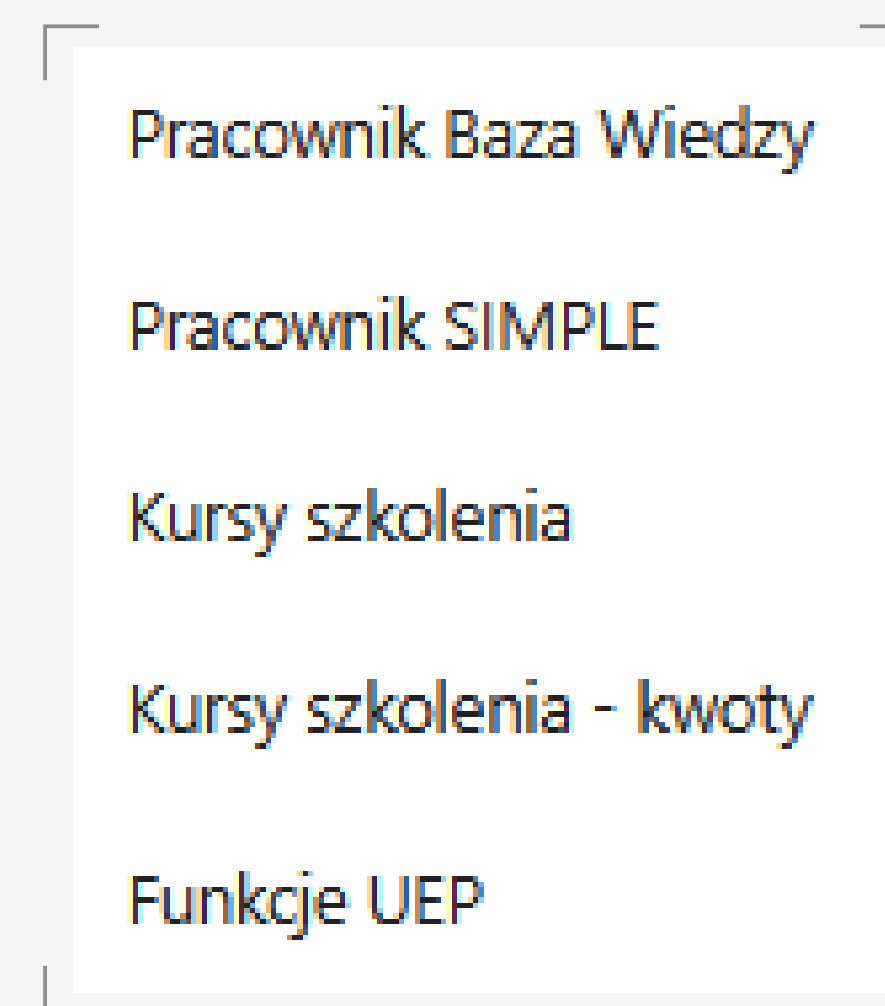 Pracownik Baza Wiedzy
Pracownik SIMPLE
Kursy szkolenia
Kursy szkolenia - kwoty
Funkcje UEP